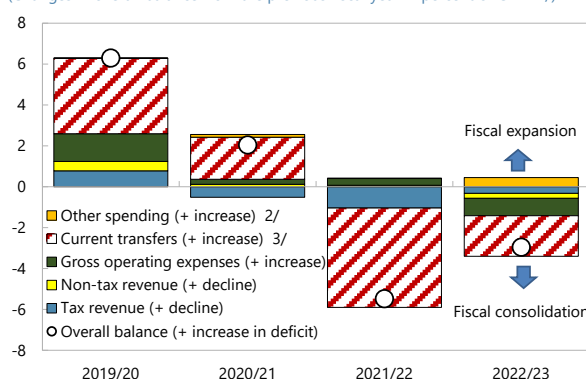 8
6
4
2
0
-2
-4
-6
-8
Fiscal expansion
Other spending (+ increase) 2/
Current transfers (+ increase) 3/
Gross operating expenses (+ increase)
Non-tax revenue (+ decline)
Tax revenue (+ decline)
Overall balance (+ increase in deficit)
Fiscal consolidation
2019/20 2020/21 2021/22 2022/23